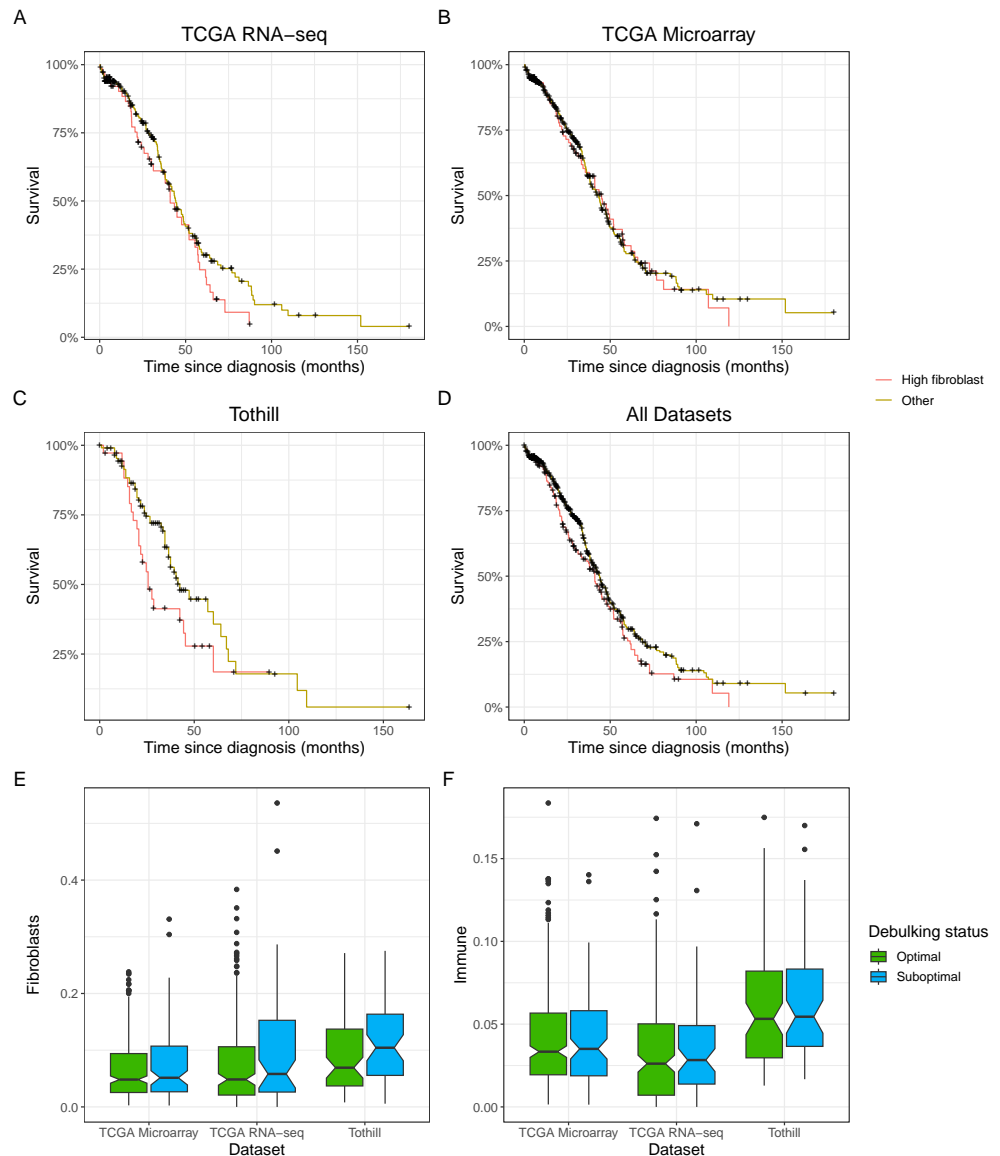 A
TCGA RNA−seq
100%
75%
50%
25%
0%
Survival
0
50
100
150
Time since diagnosis (months)
B
TCGA Microarray
100%
75%
50%
25%
0%
Survival
0
50
100
150
Time since diagnosis (months)
High fibroblast
Other
C
Tothill
100%
75%
50%
25%
Survival
0
50
100
150
Time since diagnosis (months)
D
All Datasets
100%
75%
50%
25%
0%
Survival
0
50
100
150
Time since diagnosis (months)
E
0.4
0.2
0.0
Fibroblasts
TCGA Microarray
TCGA RNA−seq
Tothill
Dataset
F
0.15
0.10
0.05
0.00
Immune
TCGA Microarray
TCGA RNA−seq
Tothill
Dataset
Debulking status
Optimal
Suboptimal